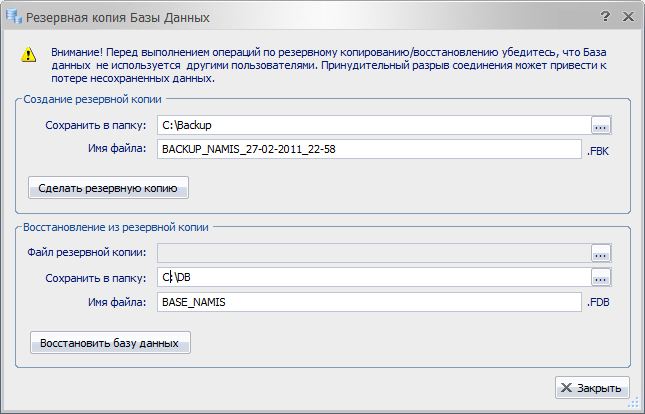 Резервная копия Базы Данных
Внимание! Перед выполнением операций по резервному копированию/восстановлению убедитесь, что База
данных не используется другими пользователями. Принудительный разрыв соединения может привести к
потере несохраненных данных.
Создание резервной копии
Сохранить в папку: C:\Backup ...
Имя файла: BACKUP_NAMIS_27-02-2011_22-58 .FBK
Сделать резервную копию
Восстановление из резервной копии
Файл резервной копии: ...
Сохранить в папку: C:\DB ...
Имя файла: BASE_NAMIS .FDB
Восстановить базу данных
Закрыть